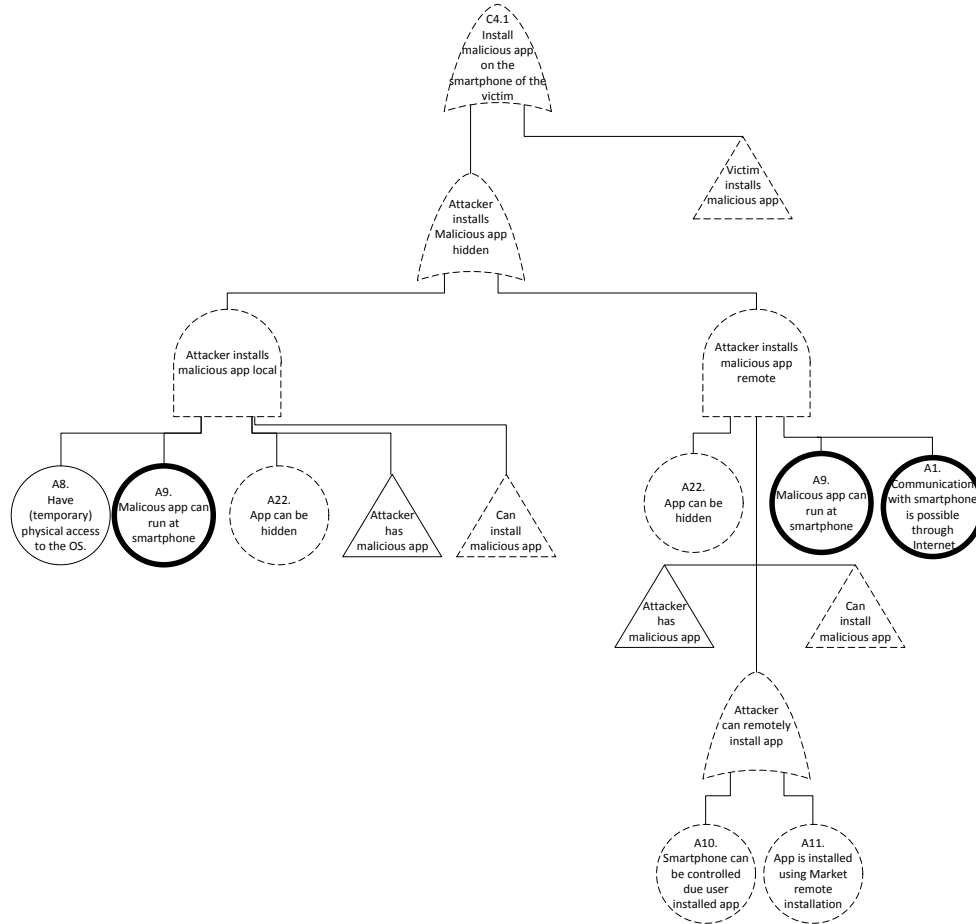 C4.1
Install
malicious app
on the
smartphone of the
victim
Victim
installs
malicious app
Attacker
installs
Malicious app
hidden
Attacker installs
malicious app local
Attacker installs
malicious app
remote
A8.
Have
(temporary)
physical access
to the OS.
A9.
Malicous app can
run at
smartphone
A22.
App can be
hidden
Attacker
has
malicious app
Can
install
malicious app
A22.
App can be
hidden
A9.
Malicous app can
run at
smartphone
A1.
Communication
with smartphone
is possible
through
Internet
Attacker
has
malicious app
Can
install
malicious app
Attacker
can remotely
install app
A10.
Smartphone can
be controlled
due user
installed app
A11.
App is installed
using Market
remote
installation